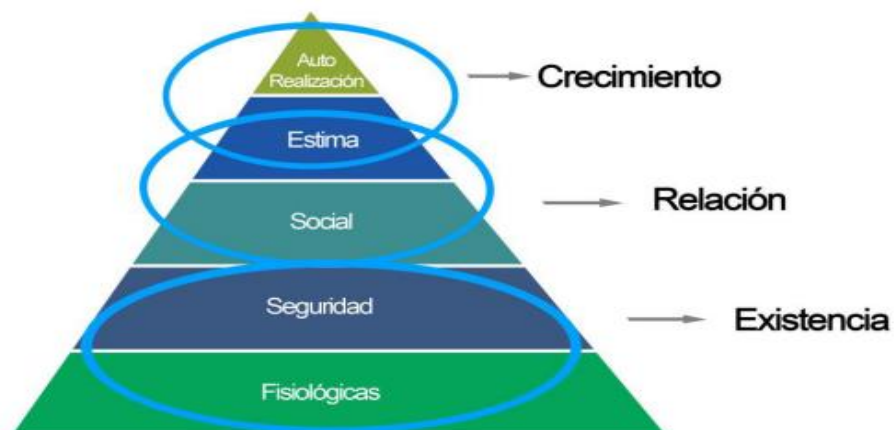 Auto
Realización
Crecimiento
Estima
Relación
Social
Seguridad
Existencia
Fisiológicas